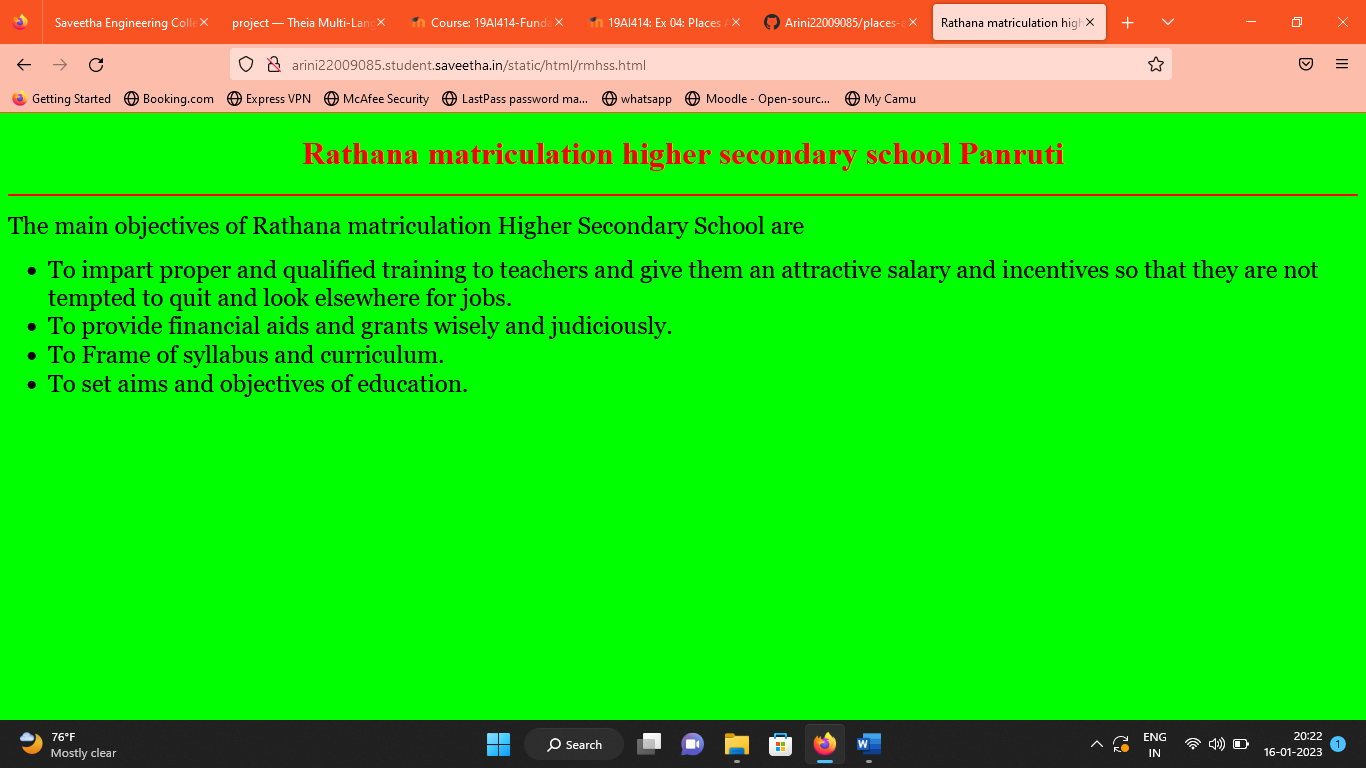 Saveetha Engineering Coll
project — Theia Multi-Lang
Course: 19AI414-Funda
19AI414: Ex 04: Places A
Arini22009085/places-a
Rathana matriculation high
arini22009085.student.saveetha.in/static/html/rmhss.html
Getting Started Booking.com Express VPN McAfee Security LastPass password ma... whatsapp Moodle - Open-sourc... My Camu
Rathana matriculation higher secondary school Panruti
The main objectives of Rathana matriculation Higher Secondary School are
To impart proper and qualified training to teachers and give them an attractive salary and incentives so that they are not
tempted to quit and look elsewhere for jobs.
To provide financial aids and grants wisely and judiciously.
To Frame of syllabus and curriculum.
To set aims and objectives of education.
76°F
Mostly clear
Search
ENG
IN
20:22
16-01-2023
1